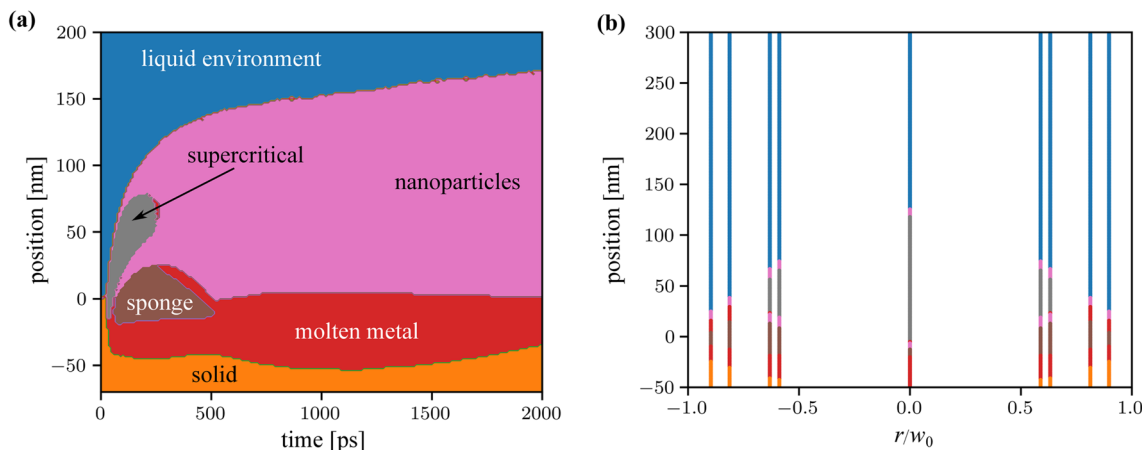 (a)
200
150
100
50
0
−50
position [nm]
liquid environment
supercritical
nanoparticles
sponge
molten metal
solid
0
500
1000
1500
2000
time [ps]
(b)
300
250
200
150
100
50
0
−50
position [nm]
−1.0
−0.5
0.0
0.5
1.0
r/w0